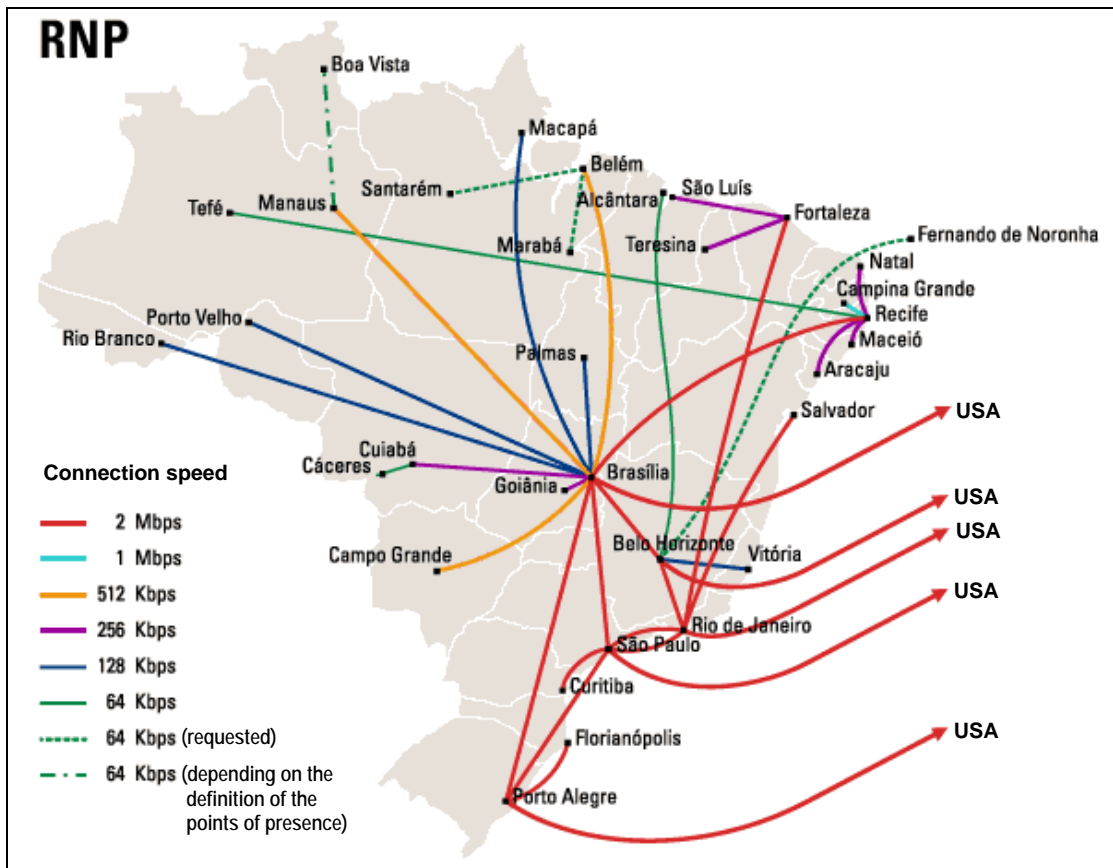 RNP
Boa Vista
Macapá
Belém
Santarém
São Luís
Alcântara
Manaus
Tefé
Fortaleza
Fernando de Noronha
Marabá
Teresina
Natal
Campina Grande
Recife
Porto Velho
Rio Branco
Maceió
Palmas
Aracaju
Salvador
USA
Cuiabá
Cáceres
Brasília
Goiânia
USA
USA
Belo Horizonte
Vitória
Campo Grande
USA
Rio de Janeiro
São Paulo
Curitiba
Florianópolis
USA
Porto Alegre
Connection speed
2 Mbps
1 Mbps
512 Kbps
256 Kbps
128 Kbps
64 Kbps
64 Kbps (requested)
64 Kbps (depending on the
definition of the
points of presence)